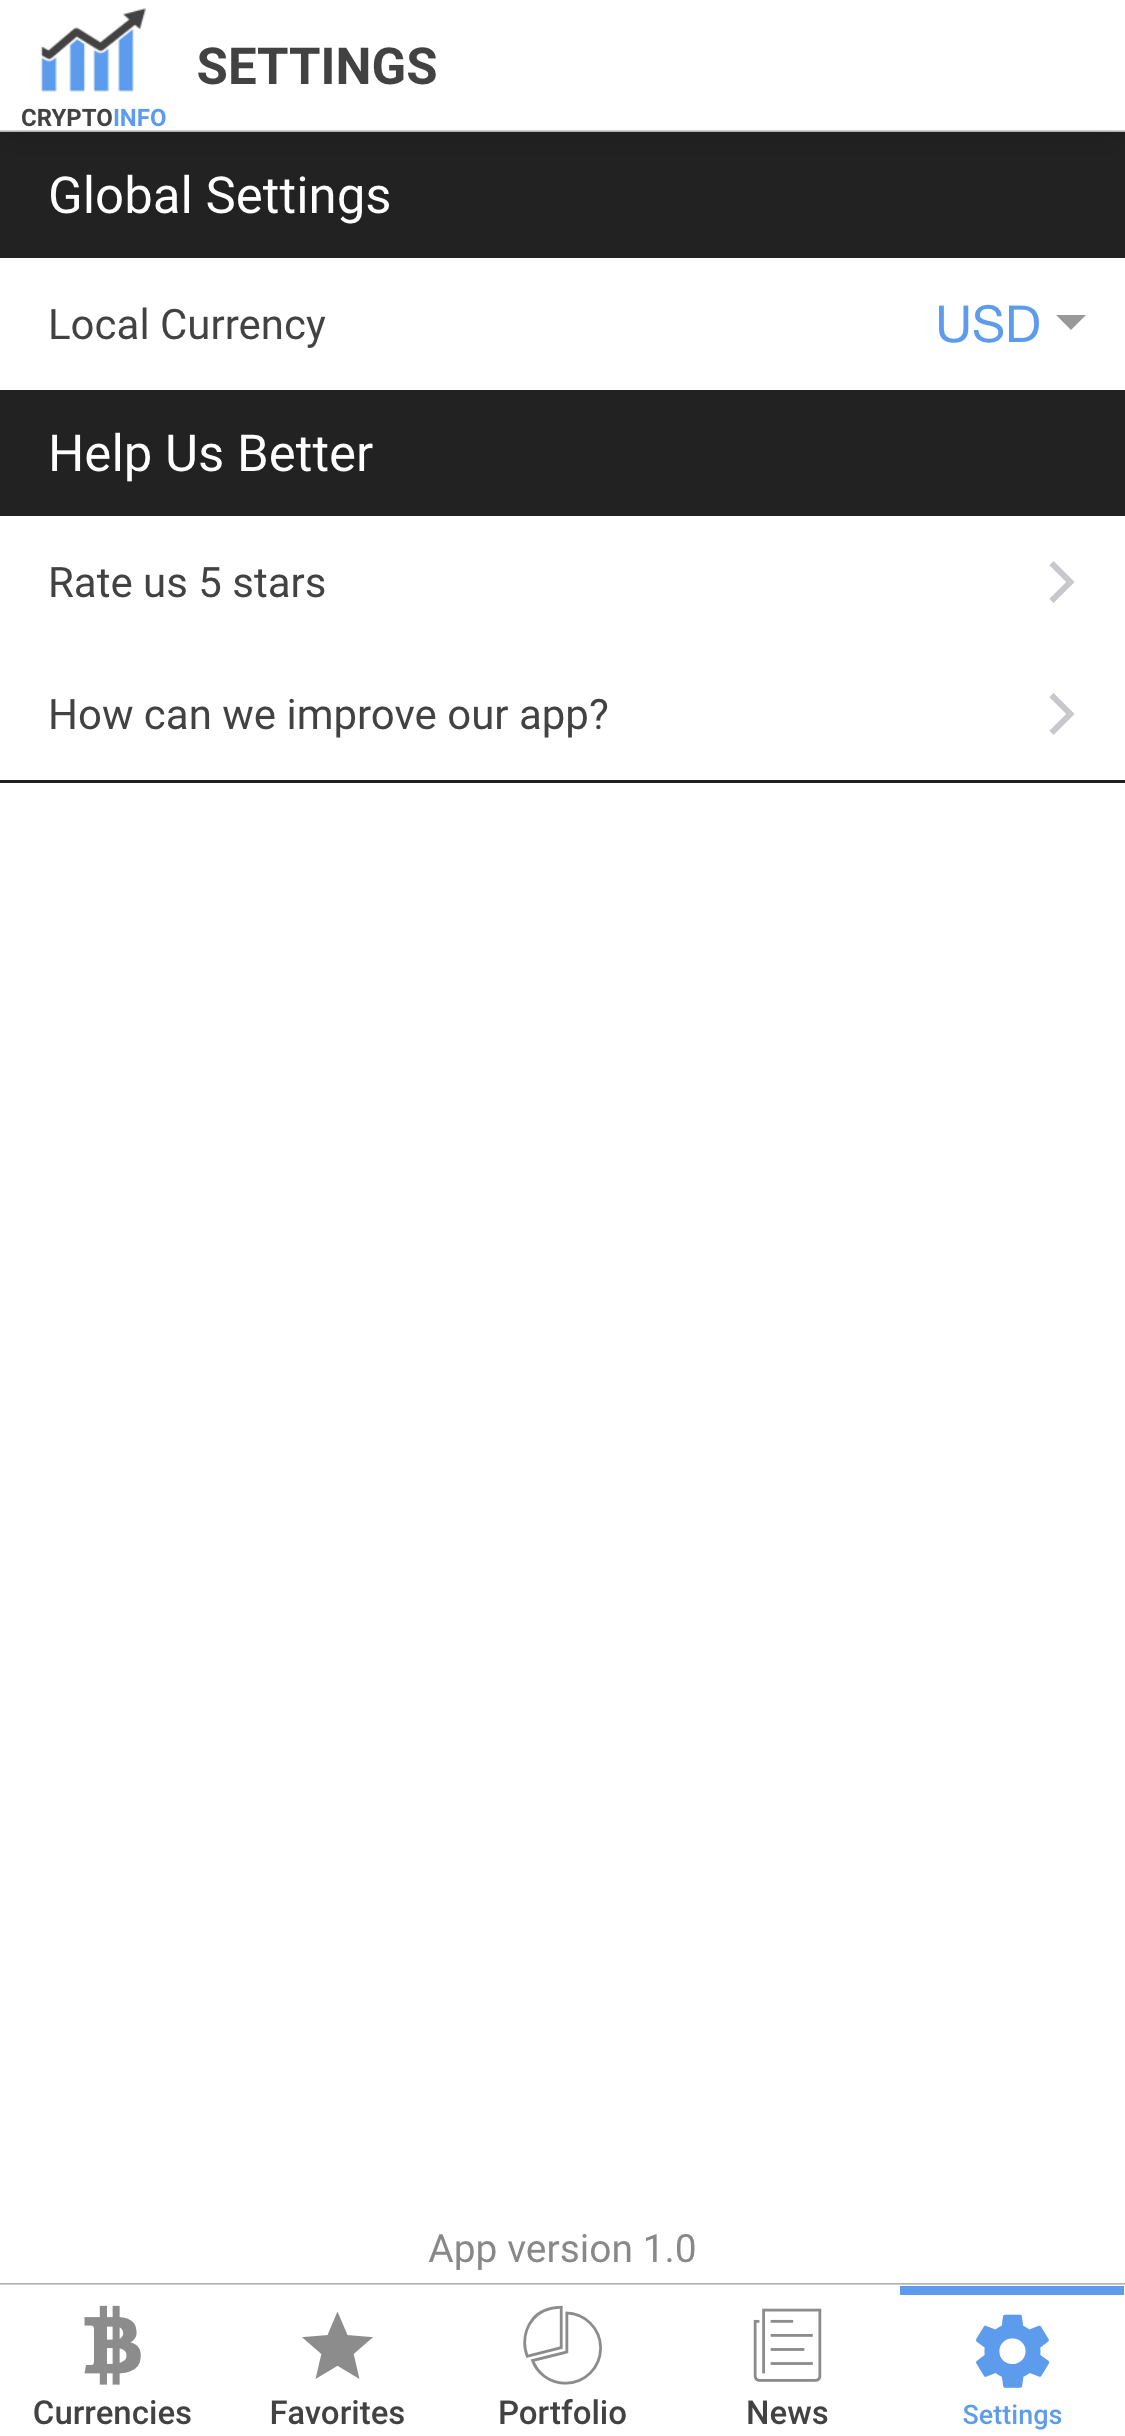 CRYPTOINFO
SETTINGS
Global Settings
Local Currency USD
Help Us Better
Rate us 5 stars
How can we improve our app?
App version 1.0
Currencies Favorites Portfolio News Settings